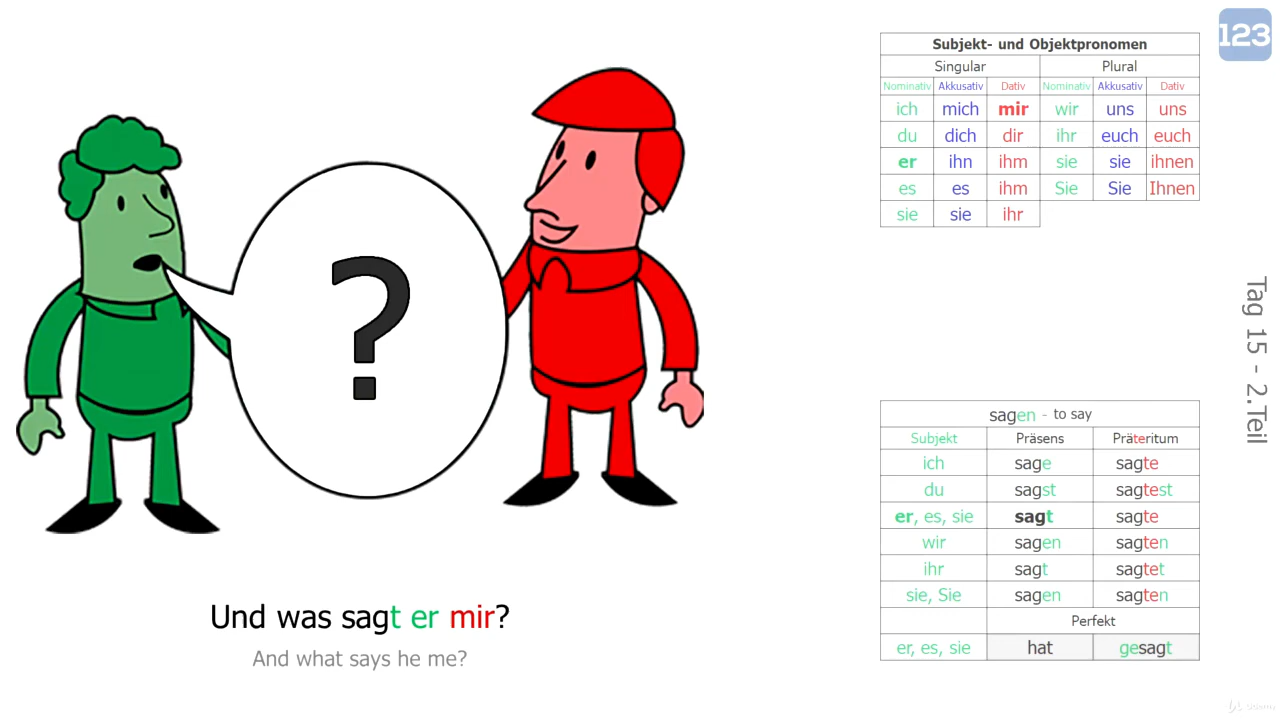 123
Subjekt- und Objektpronomen
Singular Plural
Nominativ Akkusativ Dativ Nominativ Akkusativ Dativ
ich mich mir wir uns uns
du dich dir ihr euch euch
er ihn ihm sie sie ihnen
es es ihm Sie Sie Ihnen
sie sie ihr
Tag 15 - 2.Teil
?
sagen - to say
Subjekt Präsens Präteritum
ich sage sagte
du sagst sagtest
er, es, sie sagt sagte
wir sagen sagten
ihr sagt sagtet
sie, Sie sagen sagten
Perfekt
er, es, sie hat gesagt
Und was sagt er mir?
And what says he me?